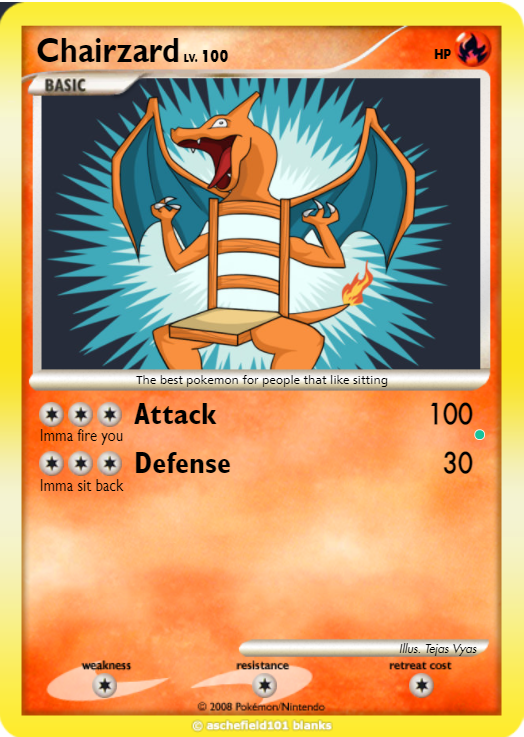 Chairzard LV. 100
HP
BASIC
The best pokemon for people that like sitting
Attack 100
Imma fire you
Defense 30
Imma sit back
Illus. Tejas Vyas
weakness resistance retreat cost
© 2008 Pokémon/Nintendo
© aschefield101 blanks